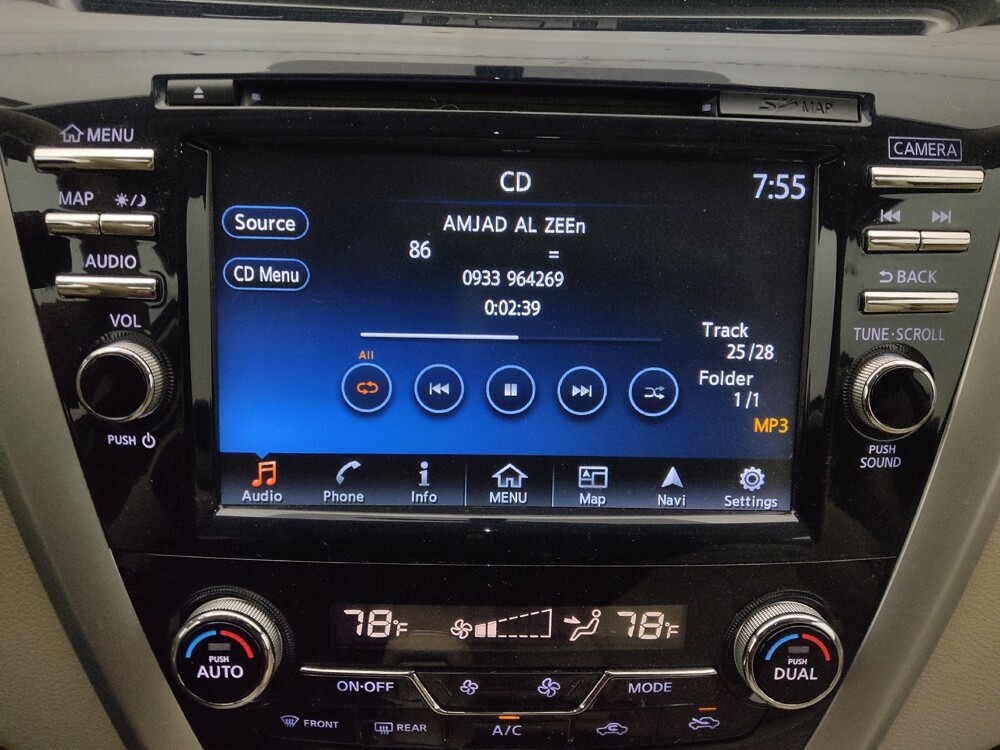 MAP
MENU
CAMERA
MAP
AUDIO
VOL
PUSH
BACK
TUNE·SCROLL
PUSH
SOUND
CD
7:55
Source
CD Menu
AMJAD AL ZEEn
86 =
0933 964269
0:02:39
All
Track
25/28
Folder
1/1
MP3
Audio
Phone
Info
MENU
Map
Navi
Settings
78°F
78°F
PUSH
AUTO
PUSH
DUAL
ON·OFF
MODE
FRONT
REAR
A/C